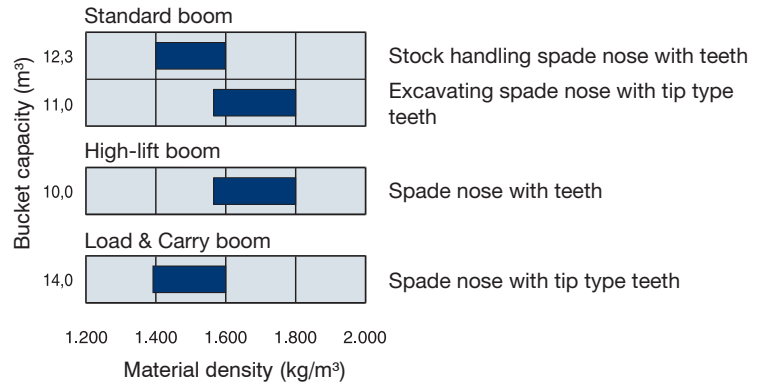 Standard boom
12,3
Stock handling spade nose with teeth
11,0
Excavating spade nose with tip type
teeth
High-lift boom
10,0
Spade nose with teeth
Load & Carry boom
14,0
Spade nose with tip type teeth
Bucket capacity (m³)
1.200 1.400 1.600 1.800 2.000
Material density (kg/m³)